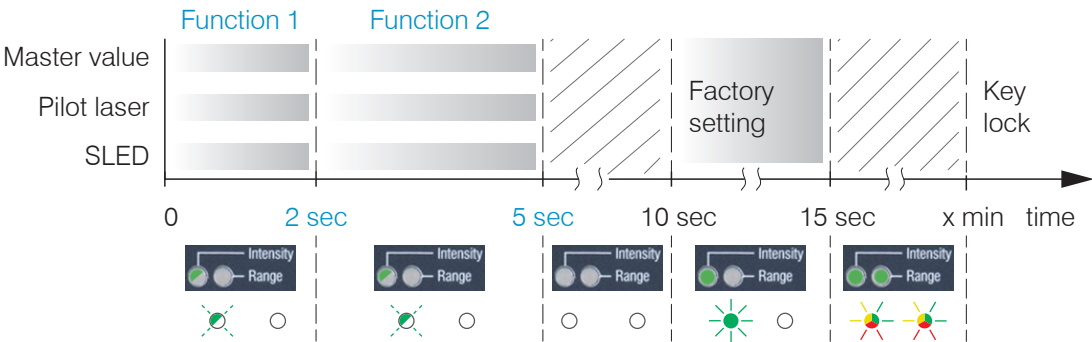 Function 1 Function 2
Master value
Pilot laser
SLED
Factory
setting
Key
lock
0 2 sec 5 sec 10 sec 15 sec x min time
Intensity Intensity Intensity Intensity Intensity
Range Range Range Range Range